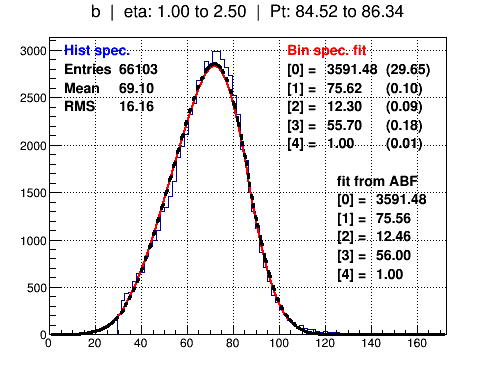 b | eta: 1.00 to 2.50 | Pt: 84.52 to 86.34
Hist spec.
Entries 66103
Mean 69.10
RMS 16.16
Bin spec. fit
[0] = 3591.48 (29.65)
[1] = 75.62 (0.10)
[2] = 12.30 (0.09)
[3] = 55.70 (0.18)
[4] = 1.00 (0.01)
fit from ABF
[0] = 3591.48
[1] = 75.56
[2] = 12.46
[3] = 56.00
[4] = 1.00
3000
2500
2000
1500
1000
500
0
0 20 40 60 80 100 120 140 160